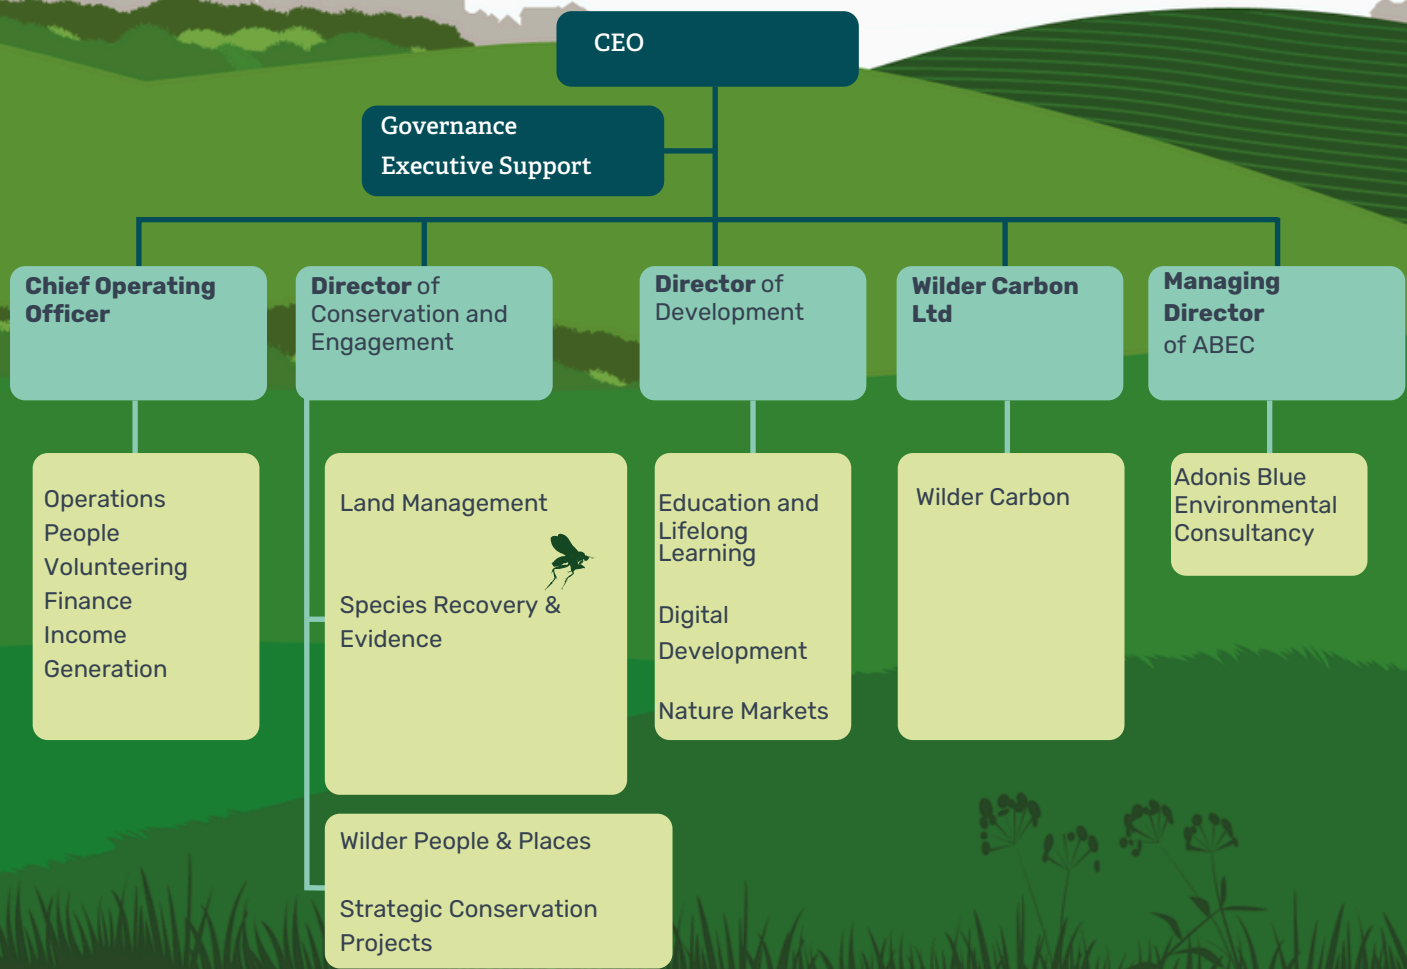 CEO
Governance
Executive Support
Chief Operating
Officer
Director of
Conservation and
Engagement
Director of
Development
Wilder Carbon
Ltd
Managing
Director
of ABEC
Operations
People
Volunteering
Finance
Income
Generation
Land Management
Species Recovery &
Evidence
Wilder People & Places
Strategic Conservation
Projects
Education and
Lifelong
Learning
Digital
Development
Nature Markets
Wilder Carbon
Adonis Blue
Environmental
Consultancy